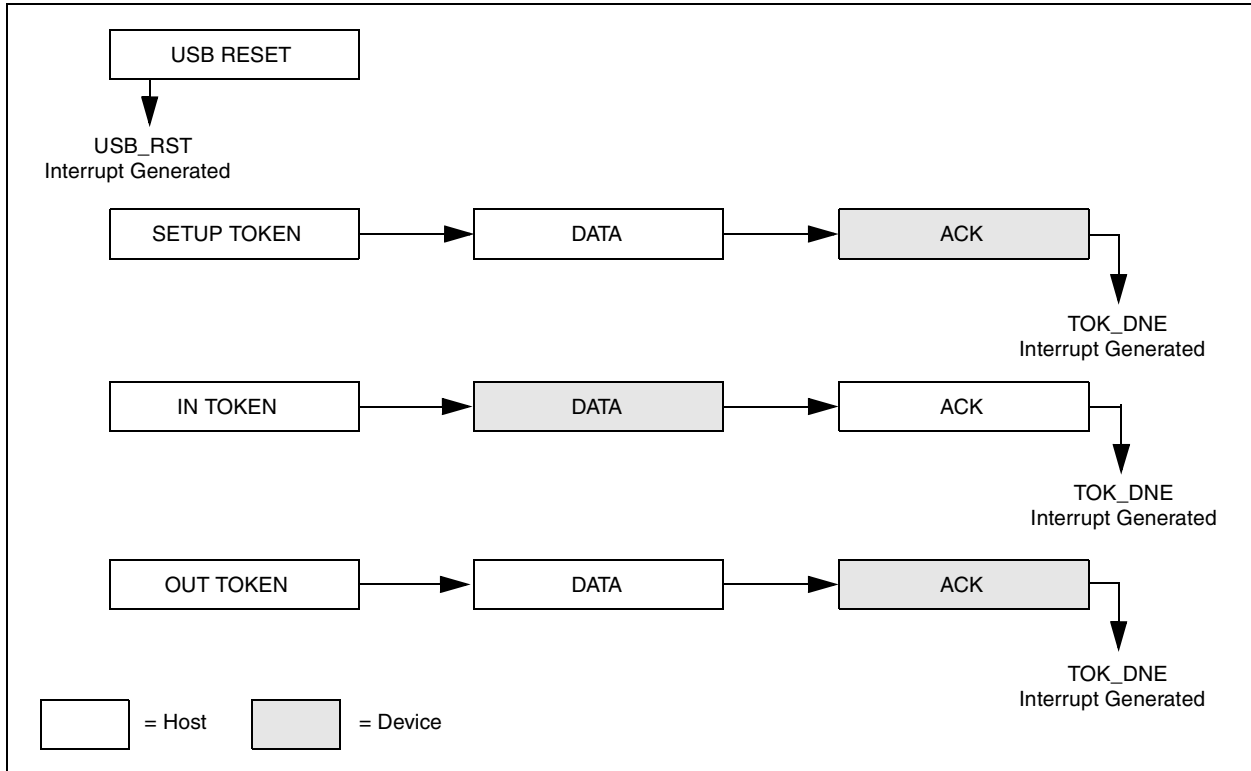 USB RESET
USB_RST
Interrupt Generated
SETUP TOKEN
DATA
ACK
TOK_DNE
Interrupt Generated
IN TOKEN
DATA
ACK
TOK_DNE
Interrupt Generated
OUT TOKEN
DATA
ACK
TOK_DNE
Interrupt Generated
= Host
= Device